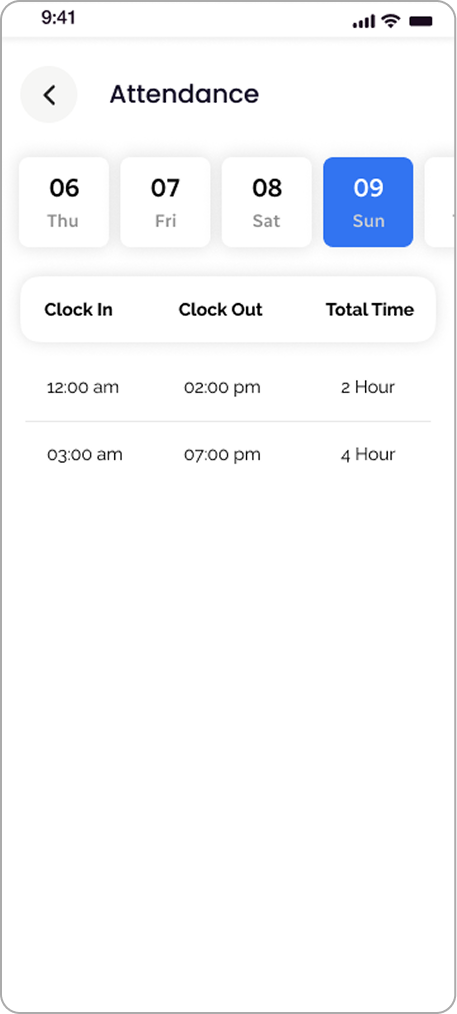 9:41
Attendance
06 07 08 09
Thu Fri Sat Sun
Clock In Clock Out Total Time
12:00 am 02:00 pm 2 Hour
03:00 am 07:00 pm 4 Hour